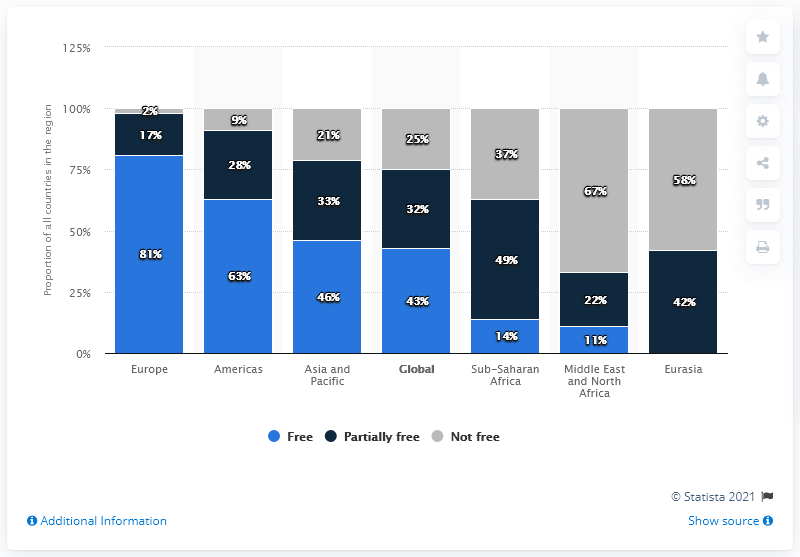 125%
100%
75%
50%
25%
0%
Proportion of all countries in the region
2%
17%
81%
9%
28%
63%
21%
33%
46%
25%
32%
43%
37%
49%
14%
67%
22%
11%
58%
42%
Europe
Americas
Asia and
Pacific
Global
Sub-Saharan
Africa
Middle East
and North
Africa
Eurasia
Free
Partially free
Not free
© Statista 2021
Additional Information
Show source